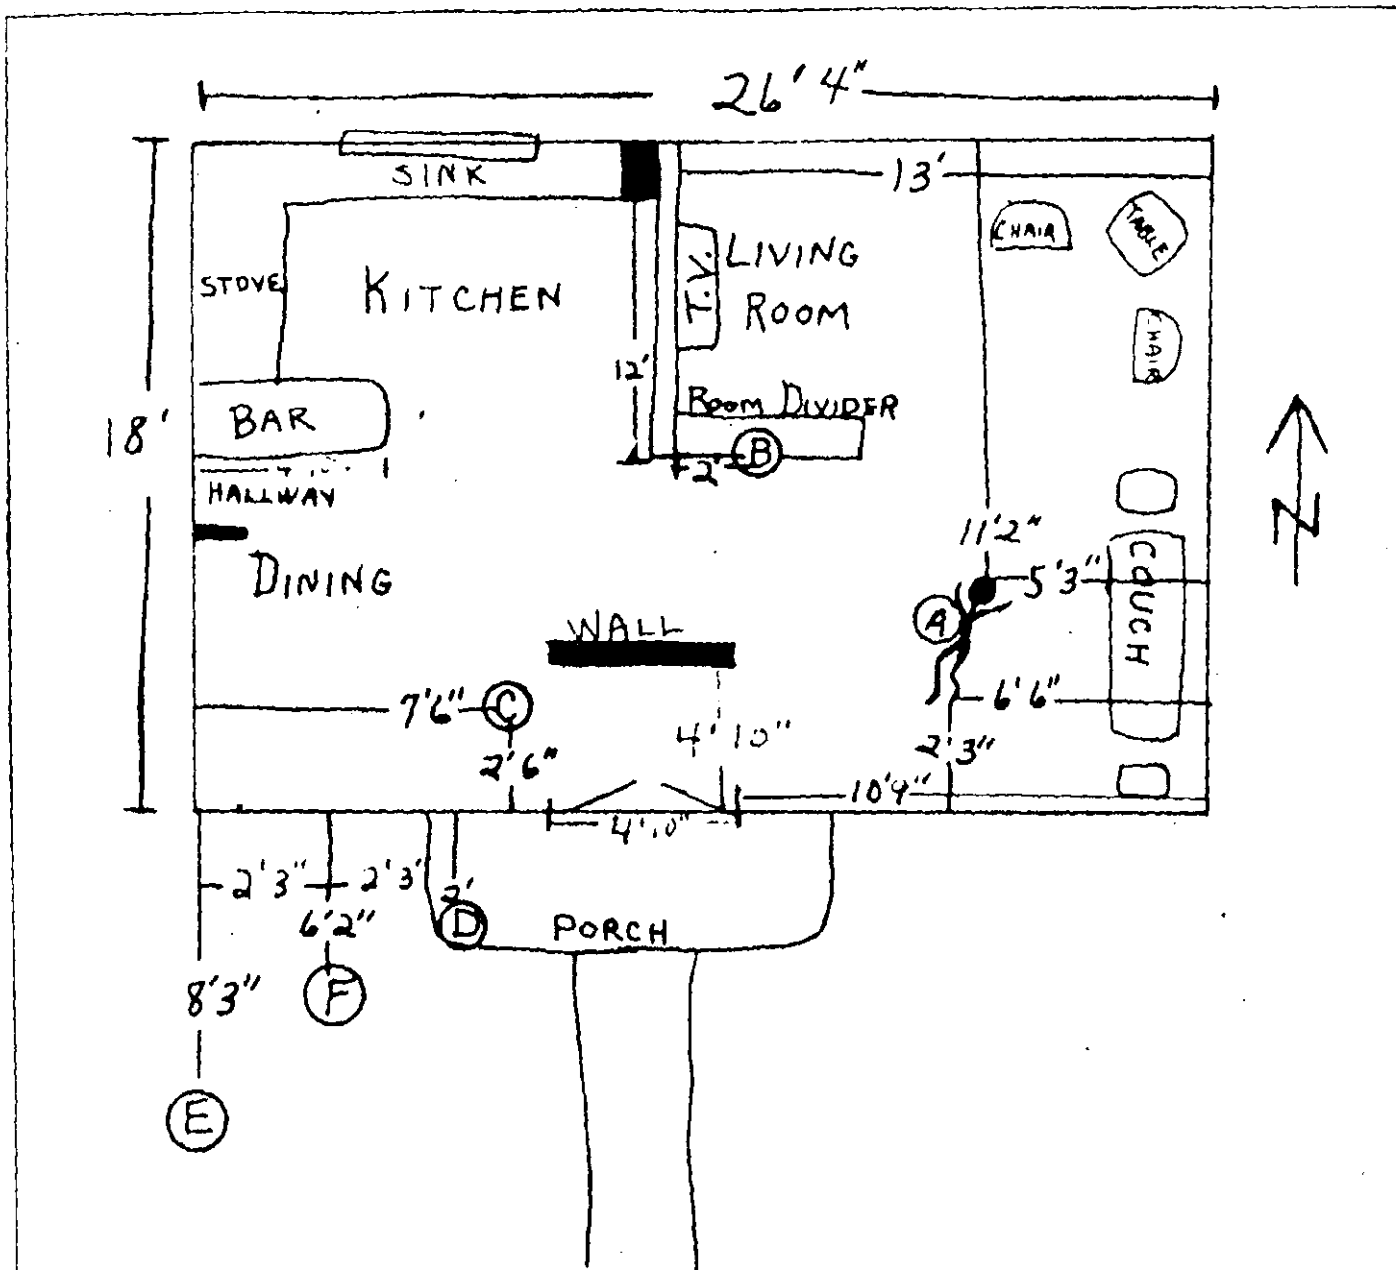 26' 4"
SINK
13'
CHAIR
TABLE
STOVE
KITCHEN
T.V.
LIVING
ROOM
CHAIR
12'
18'
BAR
ROOM DIVIDER
B
2'
HALLWAY
N
DINING
11'2"
5'3"
COUCH
A
WALL
7'6"
C
6'6"
4'10"
2'3"
2'6"
4'10"
2'3"
2'3"
2'
6'2"
D
PORCH
8'3"
F
E